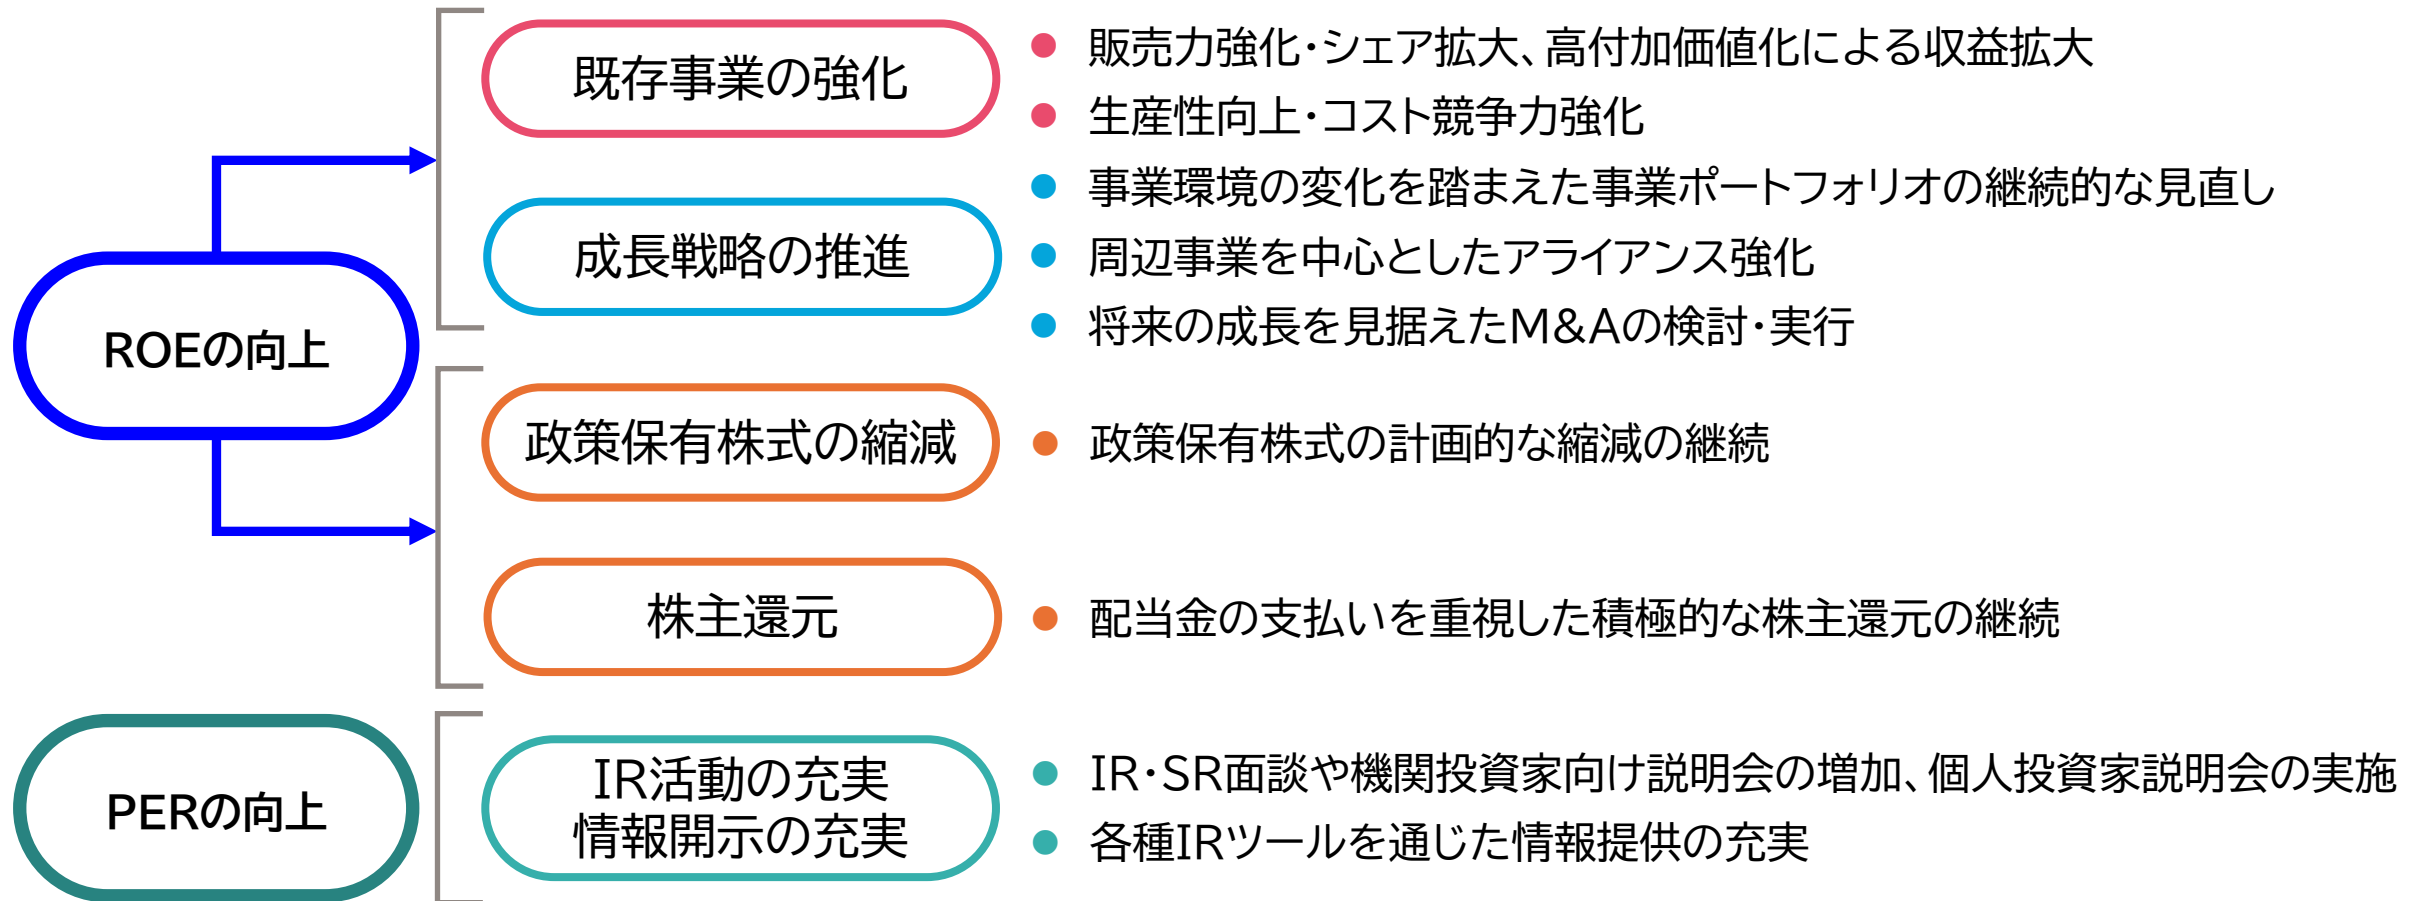 ROEの向上
既存事業の強化
販売力強化・シェア拡大、高付加価値化による収益拡大
生産性向上・コスト競争力強化
成長戦略の推進
事業環境の変化を踏まえた事業ポートフォリオの継続的な見直し
周辺事業を中心としたアライアンス強化
将来の成長を見据えたM&Aの検討・実行
政策保有株式の縮減
政策保有株式の計画的な縮減の継続
株主還元
配当金の支払いを重視した積極的な株主還元の継続
PERの向上
IR活動の充実
情報開示の充実
IR・SR面談や機関投資家向け説明会の増加、個人投資家説明会の実施
各種IRツールを通じた情報提供の充実